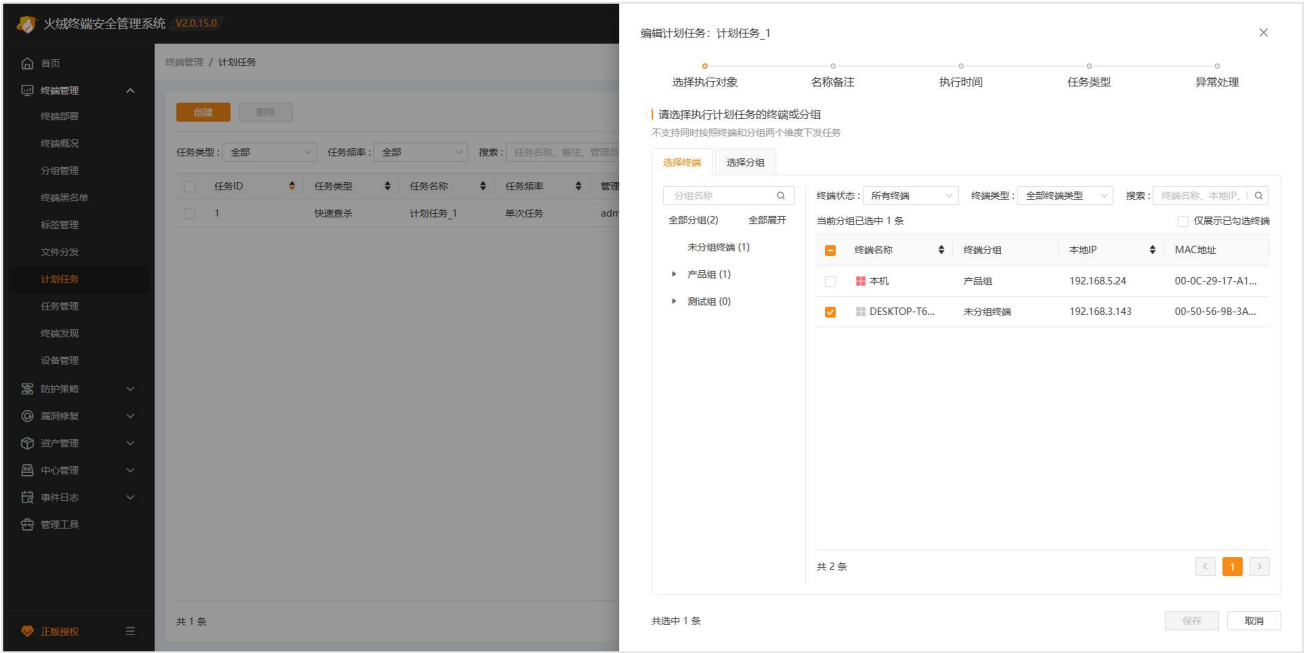 火绒终端安全管理系统 V2.0.15.0
首页
终端管理
终端部署
终端概况
分组管理
终端黑名单
标签管理
文件分发
计划任务
任务管理
终端发现
设备管理
防护策略
漏洞修复
资产管理
中心管理
事件日志
管理工具
正版授权
终端管理 / 计划任务
创建 删除
任务类型： 全部 任务频率： 全部 搜索： 任务名称、备注、管理员
任务ID 任务类型 任务名称 任务频率 管理
1 快速查杀 计划任务_1 单次任务 adm
共 1 条
编辑计划任务：计划任务_1
选择执行对象 名称备注 执行时间 任务类型 异常处理
请选择执行计划任务的终端或分组
不支持同时按照终端和分组两个维度下发任务
选择终端 选择分组
分组名称
全部分组(2) 全部展开
未分组终端 (1)
产品组 (1)
测试组 (0)
终端状态： 所有终端 终端类型： 全部终端类型 搜索： 终端名称、本地IP、
当前分组已选中 1 条 仅展示已勾选终端
终端名称 终端分组 本地IP MAC地址
本机 产品组 192.168.5.24 00-0C-29-17-A1...
DESKTOP-T6... 未分组终端 192.168.3.143 00-50-56-9B-3A...
共 2 条 1
共选中 1 条 保存 取消